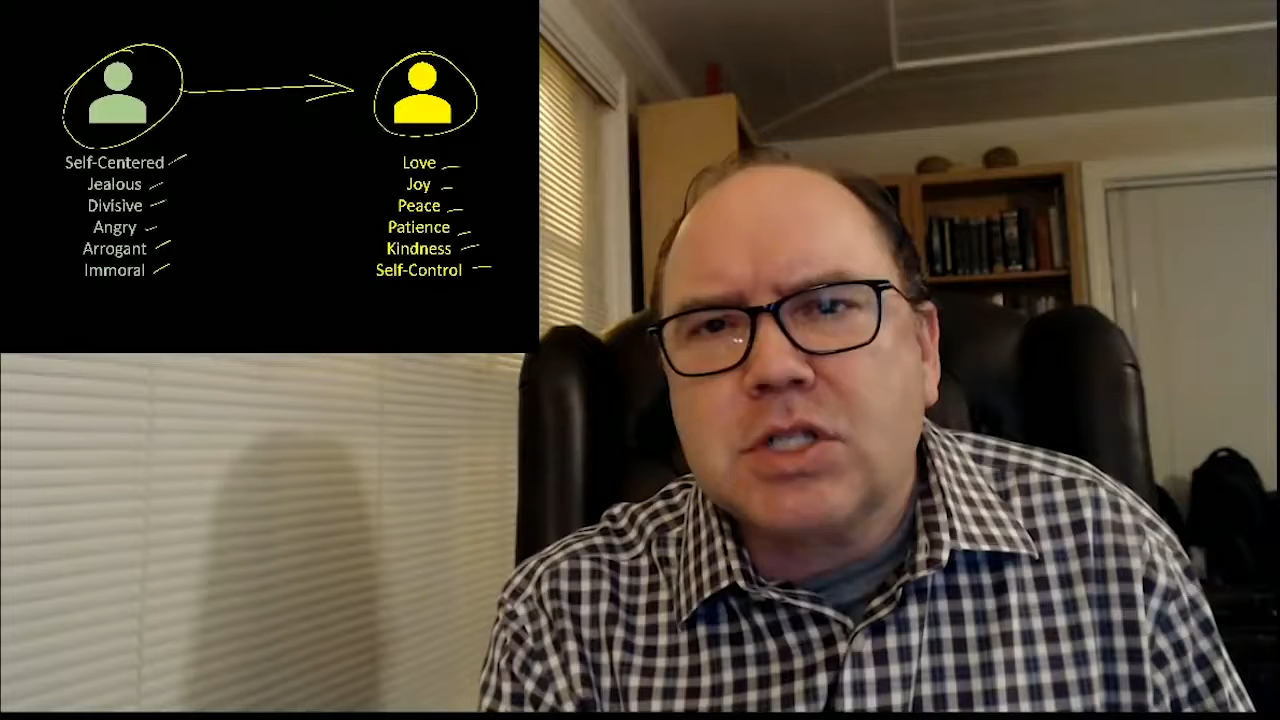 Self-Centered
Jealous
Divisive
Angry
Arrogant
Immoral
Love
Joy
Peace
Patience
Kindness
Self-Control